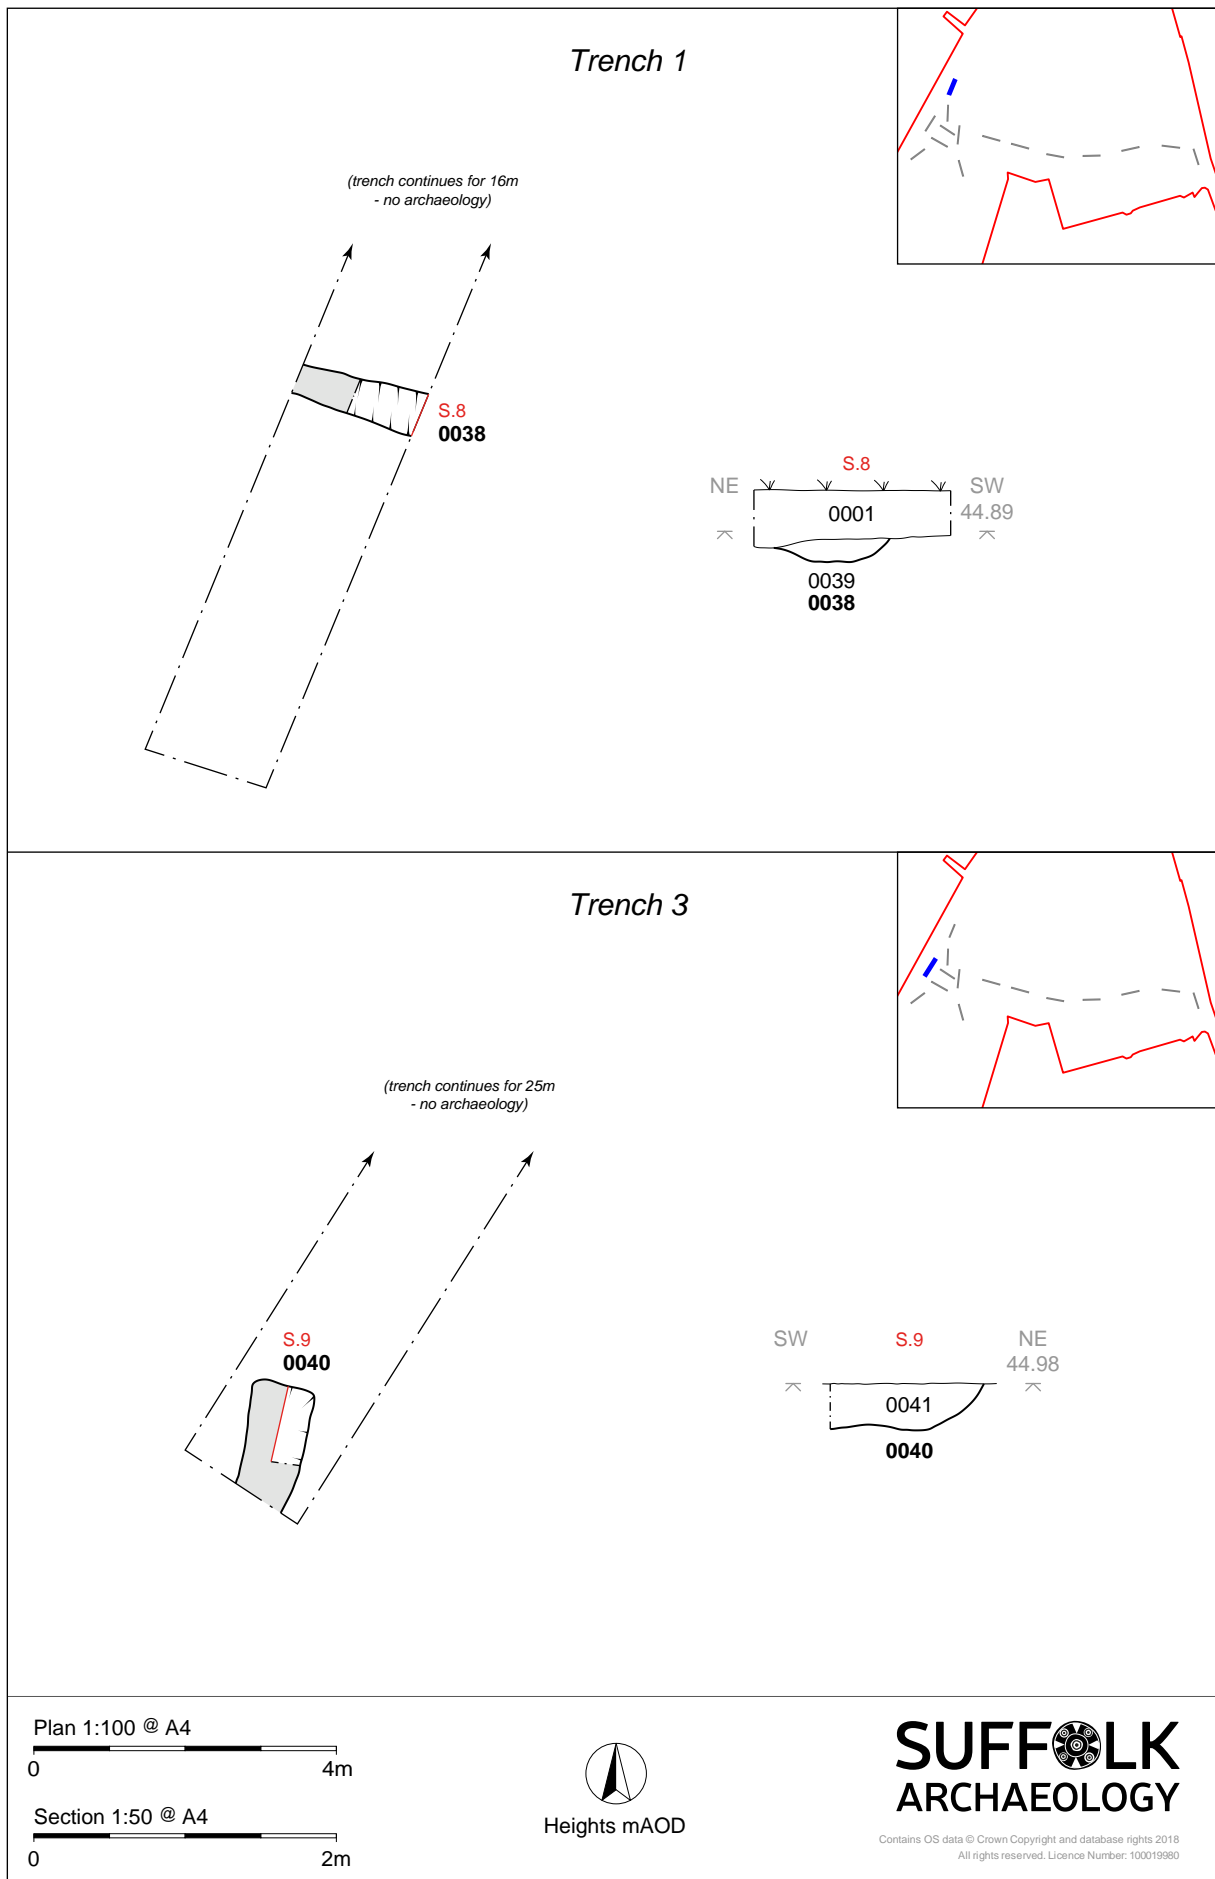 Trench 1
(trench continues for 16m
- no archaeology)
S.8
0038
S.8
NE
SW
0001
44.89
0039
0038
Trench 3
(trench continues for 25m
- no archaeology)
S.9
0040
SW
S.9
NE
44.98
0041
0040
Plan 1:100 @ A4
0
4m
Section 1:50 @ A4
0
2m
Heights mAOD
SUFFOLK
ARCHAEOLOGY
Contains OS data © Crown Copyright and database rights 2018
All rights reserved. Licence Number: 100019980